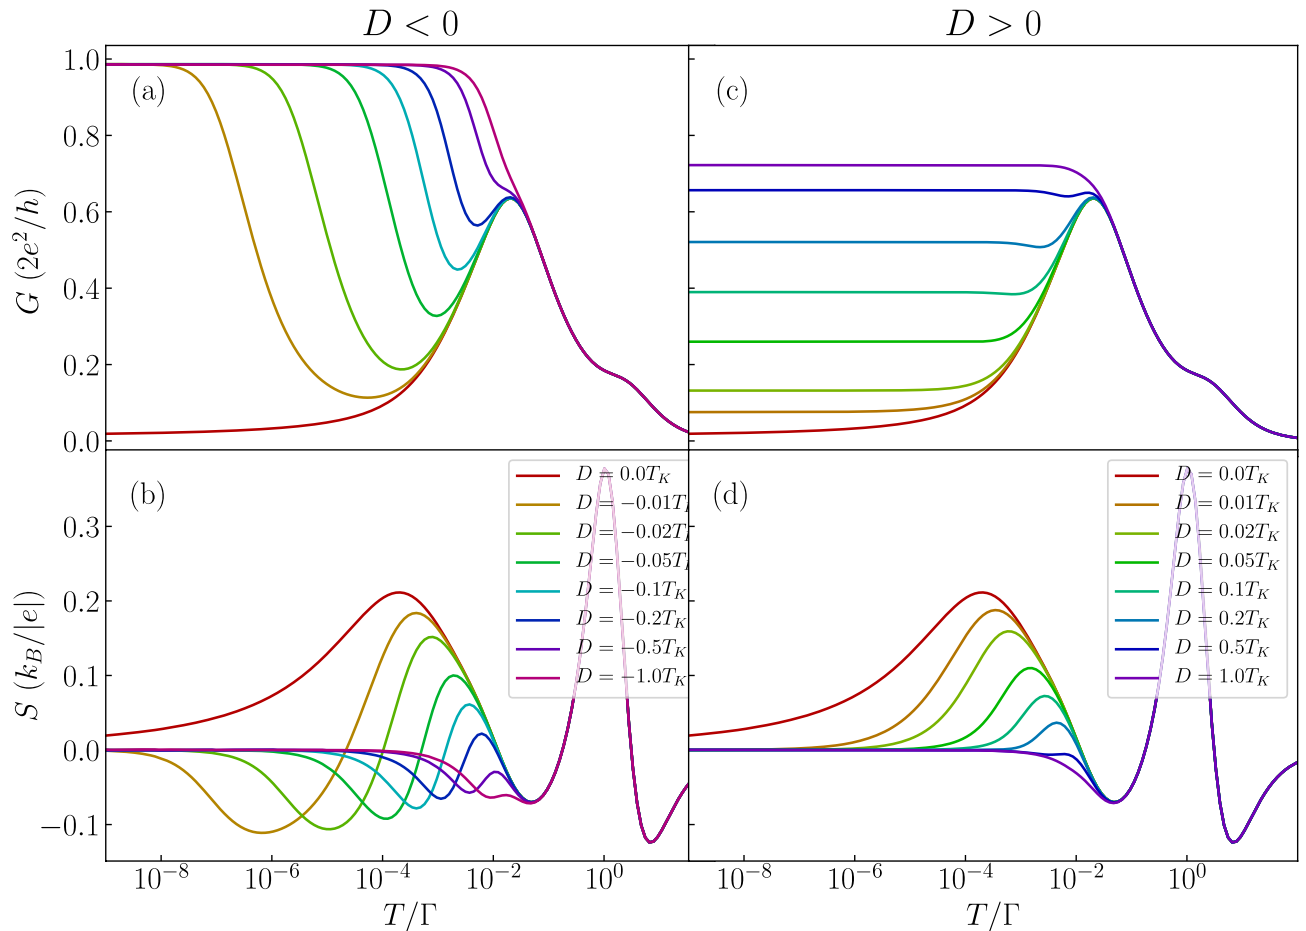 D < 0
D > 0
G (2e²/h)
1.0
0.8
0.6
0.4
0.2
0.0
(a)
(c)
S (k_B/|e|)
0.3
0.2
0.1
0.0
−0.1
(b)
D = 0.0T_K
D = −0.01T_K
D = −0.02T_K
D = −0.05T_K
D = −0.1T_K
D = −0.2T_K
D = −0.5T_K
D = −1.0T_K
(d)
D = 0.0T_K
D = 0.01T_K
D = 0.02T_K
D = 0.05T_K
D = 0.1T_K
D = 0.2T_K
D = 0.5T_K
D = 1.0T_K
10⁻⁸ 10⁻⁶ 10⁻⁴ 10⁻² 10⁰
10⁻⁸ 10⁻⁶ 10⁻⁴ 10⁻² 10⁰
T/Γ
T/Γ